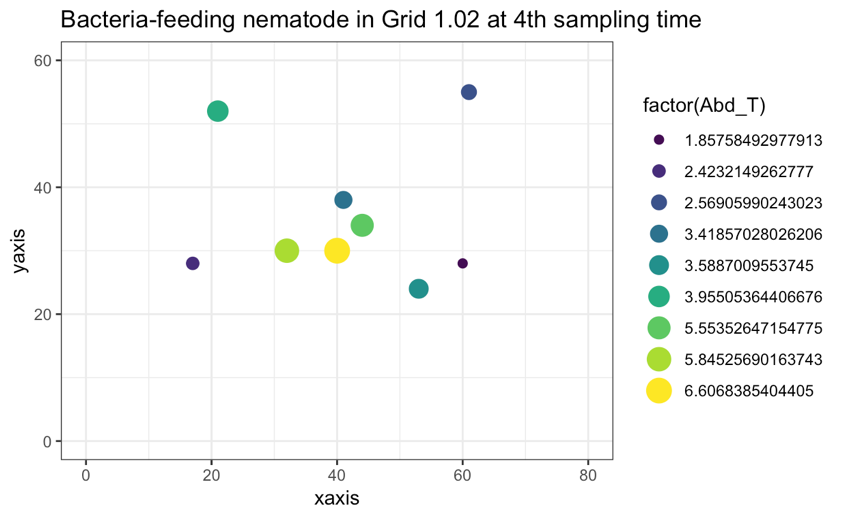 Bacteria-feeding nematode in Grid 1.02 at 4th sampling time
60
40
20
0
yaxis
0 20 40 60 80
xaxis
factor(Abd_T)
1.85758492977913
2.4232149262777
2.56905990243023
3.41857028026206
3.5887009553745
3.95505364406676
5.55352647154775
5.84525690163743
6.6068385404405